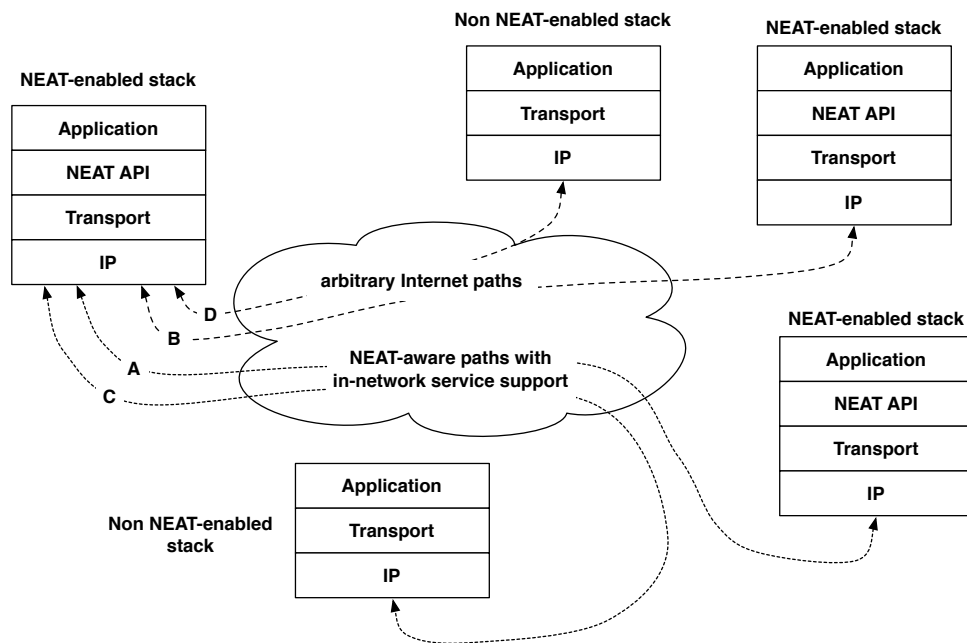 Non NEAT-enabled stack
Application
Transport
IP
NEAT-enabled stack
Application
NEAT API
Transport
IP
NEAT-enabled stack
Application
NEAT API
Transport
IP
arbitrary Internet paths
D
B
NEAT-aware paths with
in-network service support
A
C
NEAT-enabled stack
Application
NEAT API
Transport
IP
Non NEAT-enabled
stack
Application
Transport
IP